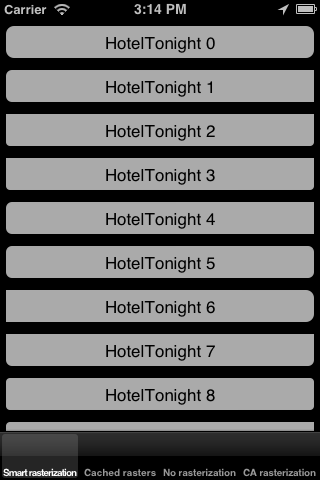 Carrier 3:14 PM
HotelTonight 0
HotelTonight 1
HotelTonight 2
HotelTonight 3
HotelTonight 4
HotelTonight 5
HotelTonight 6
HotelTonight 7
HotelTonight 8
Smart rasterization Cached rasters No rasterization CA rasterization